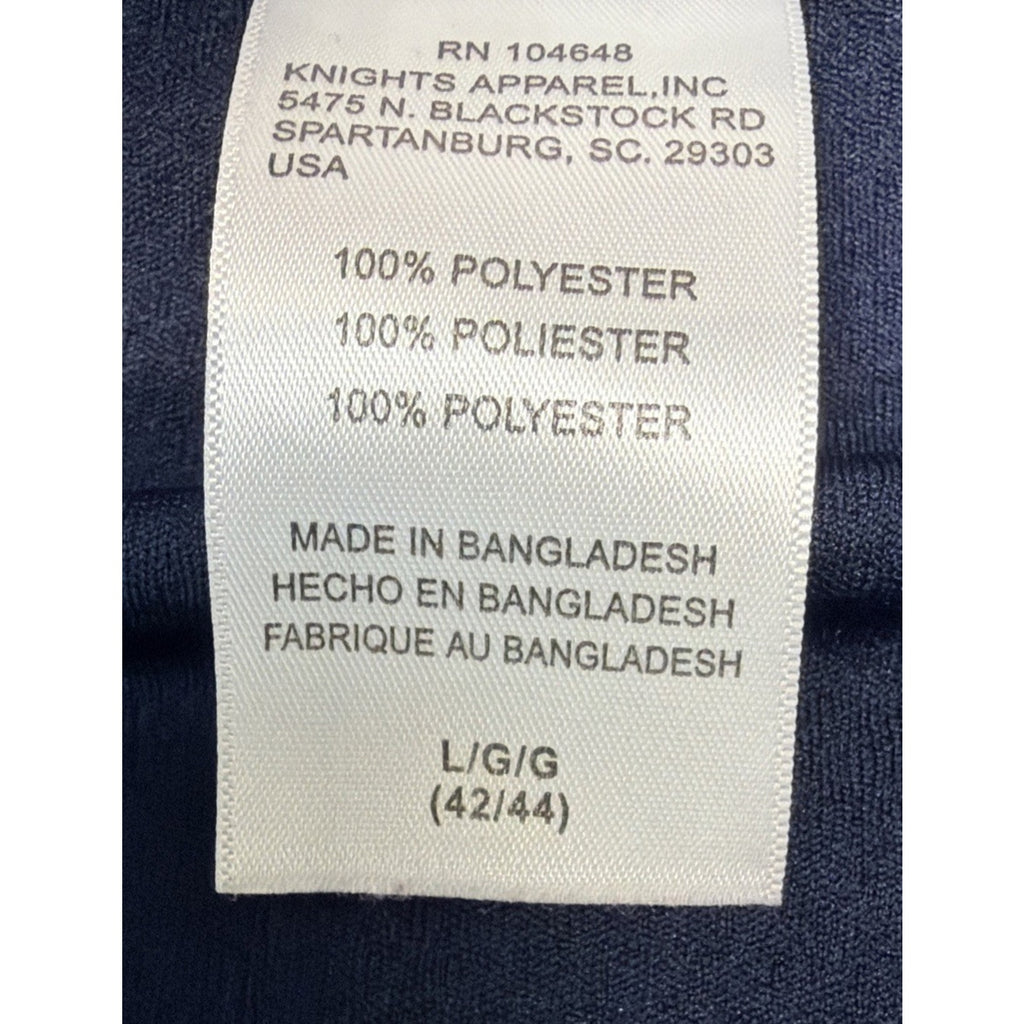 RN 104648
KNIGHTS APPAREL,INC
5475 N. BLACKSTOCK RD
SPARTANBURG, SC. 29303
USA
100% POLYESTER
100% POLIESTER
100% POLYESTER
MADE IN BANGLADESH
HECHO EN BANGLADESH
FABRIQUE AU BANGLADESH
L/G/G
(42/44)